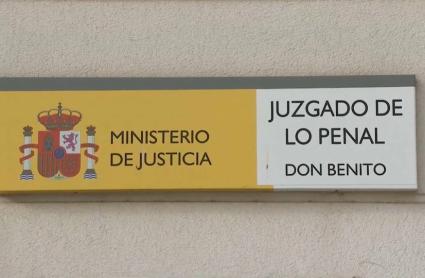 MINISTERIO
DE JUSTICIA
JUZGADO DE
LO PENAL
DON BENITO